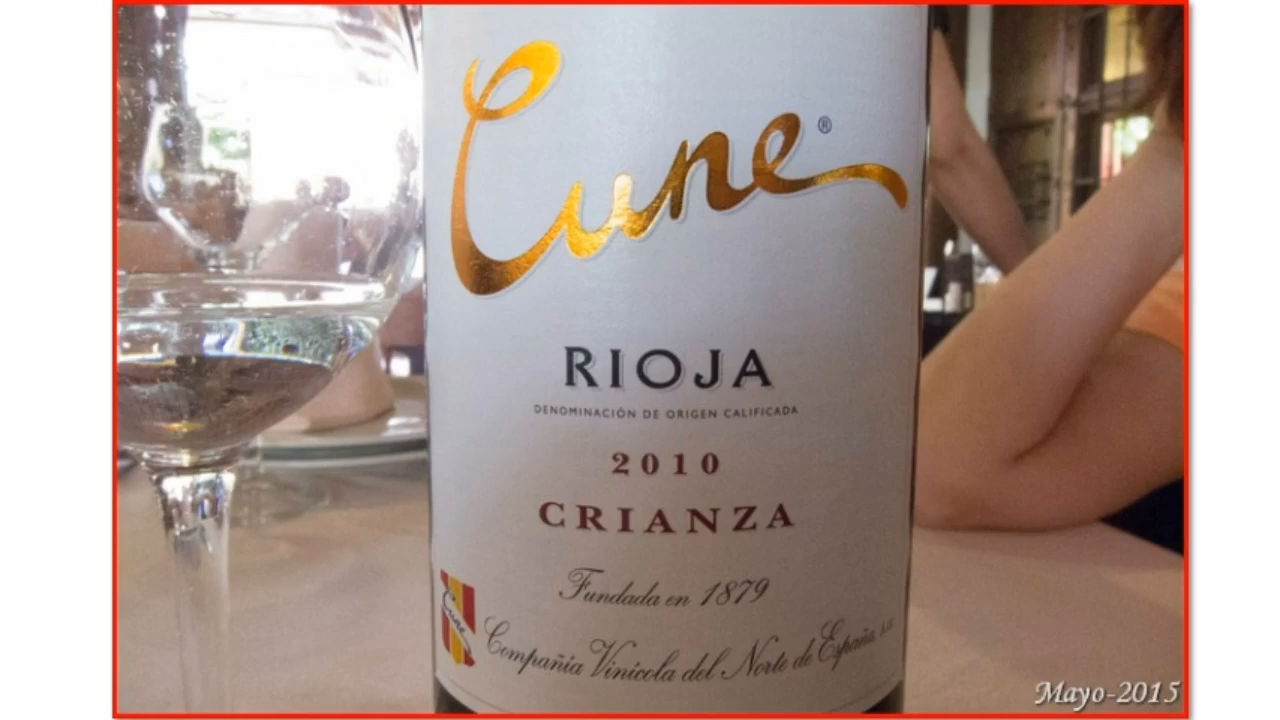 Cune®
RIOJA
DENOMINACIÓN DE ORIGEN CALIFICADA
2010
CRIANZA
Fundada en 1879
Cune
Compañía Vinícola del Norte de España, S.A.
Mayo-2015